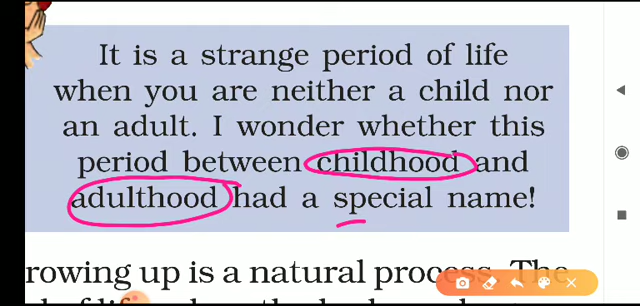 It is a strange period of life
when you are neither a child nor
an adult. I wonder whether this
period between childhood and
adulthood had a special name!
rowing up is a natural process. The